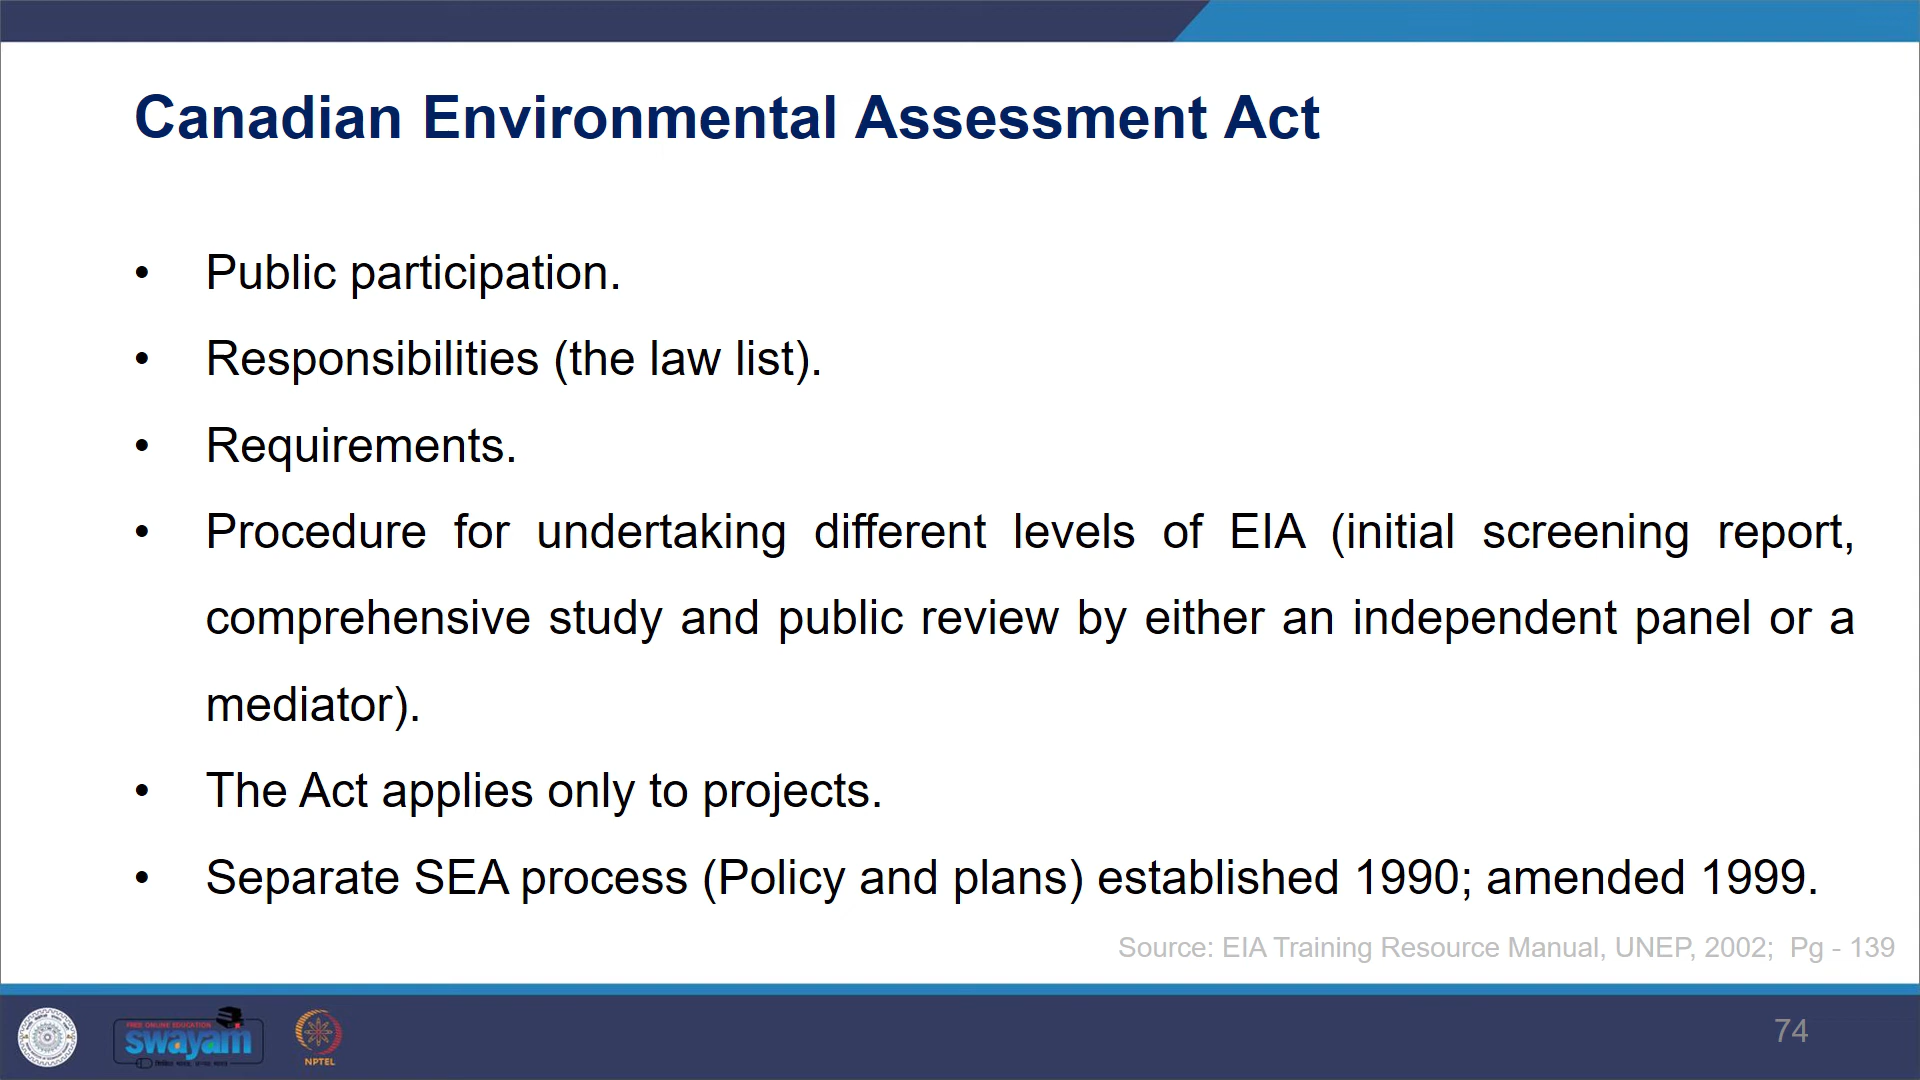 Canadian Environmental Assessment Act
• Public participation.
• Responsibilities (the law list).
• Requirements.
• Procedure for undertaking different levels of EIA (initial screening report,
comprehensive study and public review by either an independent panel or a
mediator).
• The Act applies only to projects.
• Separate SEA process (Policy and plans) established 1990; amended 1999.
Source: EIA Training Resource Manual, UNEP, 2002; Pg - 139
FREE ONLINE EDUCATION
swayam
NPTEL
74